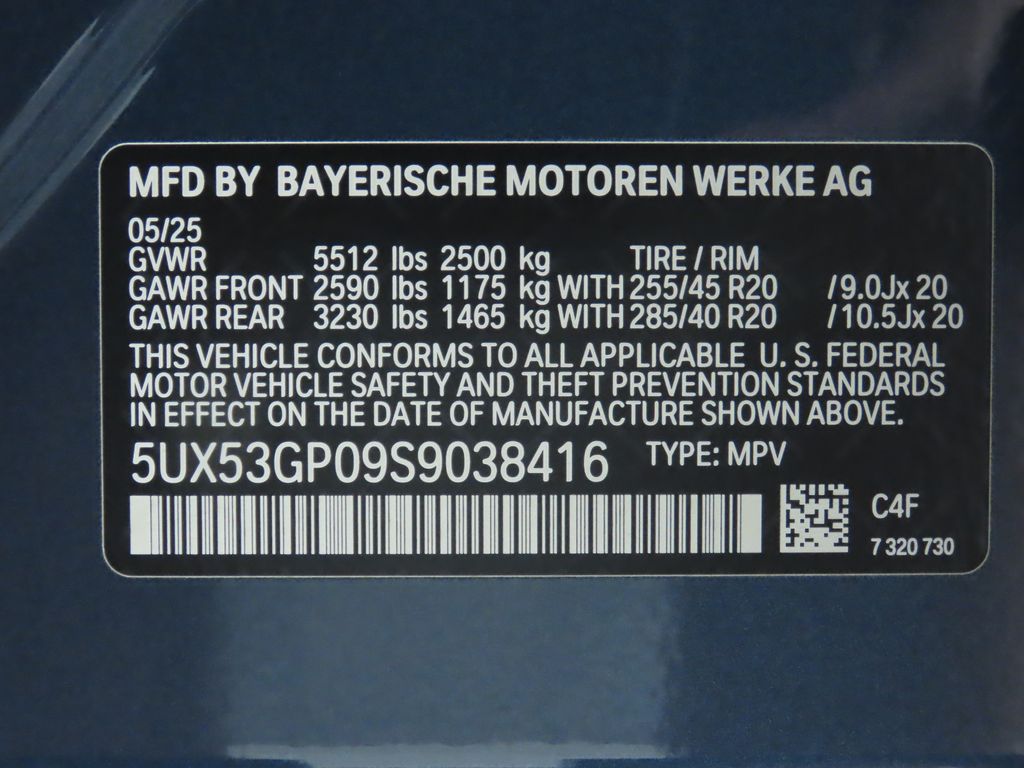 MFD BY BAYERISCHE MOTOREN WERKE AG
05/25
GVWR 5512 lbs 2500 kg TIRE / RIM
GAWR FRONT 2590 lbs 1175 kg WITH 255/45 R20 /9.0Jx 20
GAWR REAR 3230 lbs 1465 kg WITH 285/40 R20 /10.5Jx 20
THIS VEHICLE CONFORMS TO ALL APPLICABLE U. S. FEDERAL
MOTOR VEHICLE SAFETY AND THEFT PREVENTION STANDARDS
IN EFFECT ON THE DATE OF MANUFACTURE SHOWN ABOVE.
5UX53GP09S9038416 TYPE: MPV
C4F
7 320 730